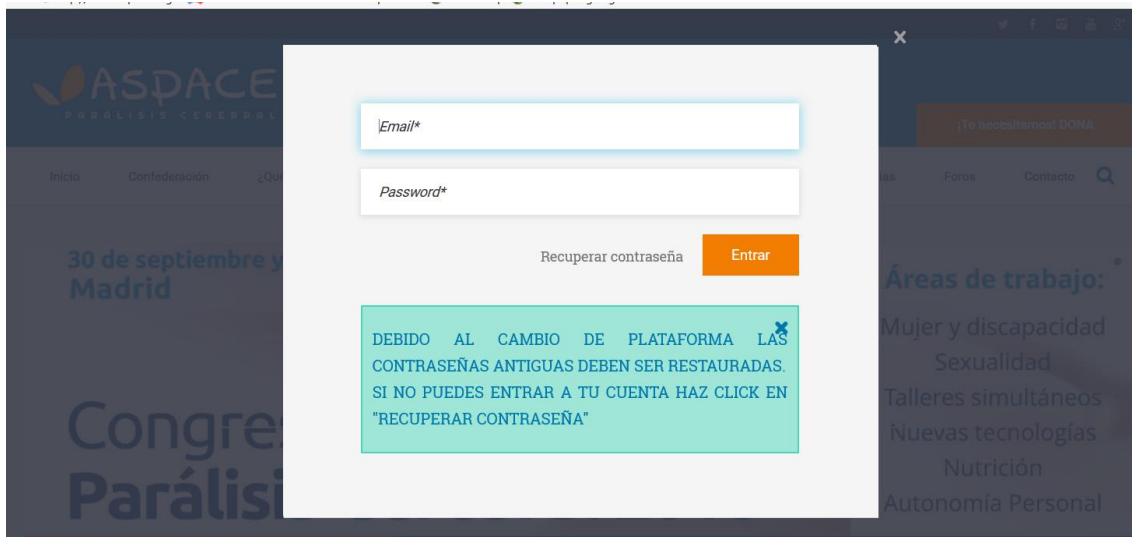 ASPACE
PARÁLISIS CEREBRAL
¡Te necesitamos! DONA
Inicio Confederación ¿Qué Foros Contacto
Email*
Password*
Recuperar contraseña Entrar
DEBIDO AL CAMBIO DE PLATAFORMA LAS
CONTRASEÑAS ANTIGUAS DEBEN SER RESTAURADAS.
SI NO PUEDES ENTRAR A TU CUENTA HAZ CLICK EN
"RECUPERAR CONTRASEÑA"
30 de septiembre y
Madrid
Congres
Parálisi
Áreas de trabajo:
Mujer y discapacidad
Sexualidad
Talleres simultáneos
Nuevas tecnologías
Nutrición
Autonomía Personal